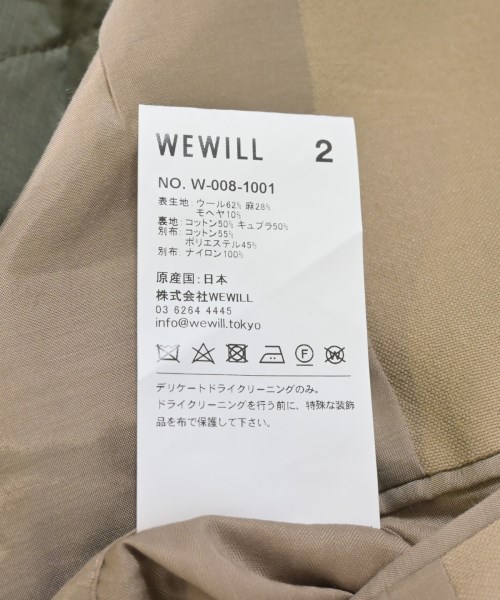 WEWILL 2
NO. W-008-1001
表生地: ウール62% 麻28%
モヘヤ10%
裏地: コットン50% キュプラ50%
別布: コットン55%
ポリエステル45%
別布: ナイロン100%
原産国:日本
株式会社WEWILL
03 6264 4445
info@wewill.tokyo
F W
デリケートドライクリーニングのみ。
ドライクリーニングを行う前に、特殊な装飾
品を布で保護して下さい。